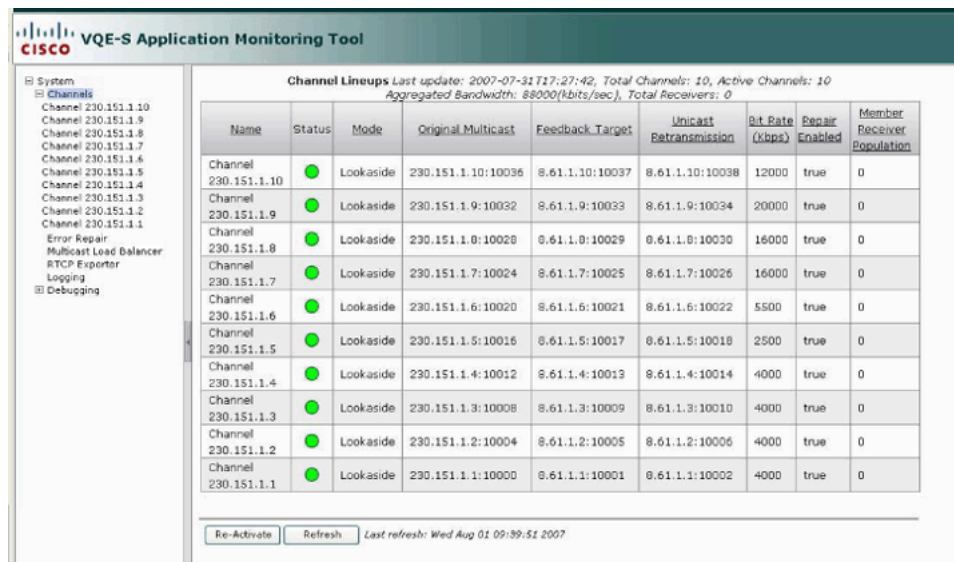 CISCO VQE-S Application Monitoring Tool
System
Channels
Channel 230.151.1.10
Channel 230.151.1.9
Channel 230.151.1.8
Channel 230.151.1.7
Channel 230.151.1.6
Channel 230.151.1.5
Channel 230.151.1.4
Channel 230.151.1.3
Channel 230.151.1.2
Channel 230.151.1.1
Error Repair
Multicast Load Balancer
RTCP Exporter
Logging
Debugging
Channel Lineups Last update: 2007-07-31T17:27:42, Total Channels: 10, Active Channels: 10
Aggregated Bandwidth: 88000(kbits/sec), Total Receivers: 0
Name Status Mode Original Multicast Feedback Target Unicast Retransmission Bit Rate (Kbps) Repair Enabled Member Receiver Population
Channel 230.151.1.10 Lookaside 230.151.1.10:10036 8.61.1.10:10037 8.61.1.10:10038 12000 true 0
Channel 230.151.1.9 Lookaside 230.151.1.9:10032 8.61.1.9:10033 8.61.1.9:10034 20000 true 0
Channel 230.151.1.8 Lookaside 230.151.1.8:10028 8.61.1.8:10029 8.61.1.8:10030 16000 true 0
Channel 230.151.1.7 Lookaside 230.151.1.7:10024 8.61.1.7:10025 8.61.1.7:10026 16000 true 0
Channel 230.151.1.6 Lookaside 230.151.1.6:10020 8.61.1.6:10021 8.61.1.6:10022 5500 true 0
Channel 230.151.1.5 Lookaside 230.151.1.5:10016 8.61.1.5:10017 8.61.1.5:10018 2500 true 0
Channel 230.151.1.4 Lookaside 230.151.1.4:10012 8.61.1.4:10013 8.61.1.4:10014 4000 true 0
Channel 230.151.1.3 Lookaside 230.151.1.3:10008 8.61.1.3:10009 8.61.1.3:10010 4000 true 0
Channel 230.151.1.2 Lookaside 230.151.1.2:10004 8.61.1.2:10005 8.61.1.2:10006 4000 true 0
Channel 230.151.1.1 Lookaside 230.151.1.1:10000 8.61.1.1:10001 8.61.1.1:10002 4000 true 0
Re-Activate Refresh Last refresh: Wed Aug 01 09:39:51 2007